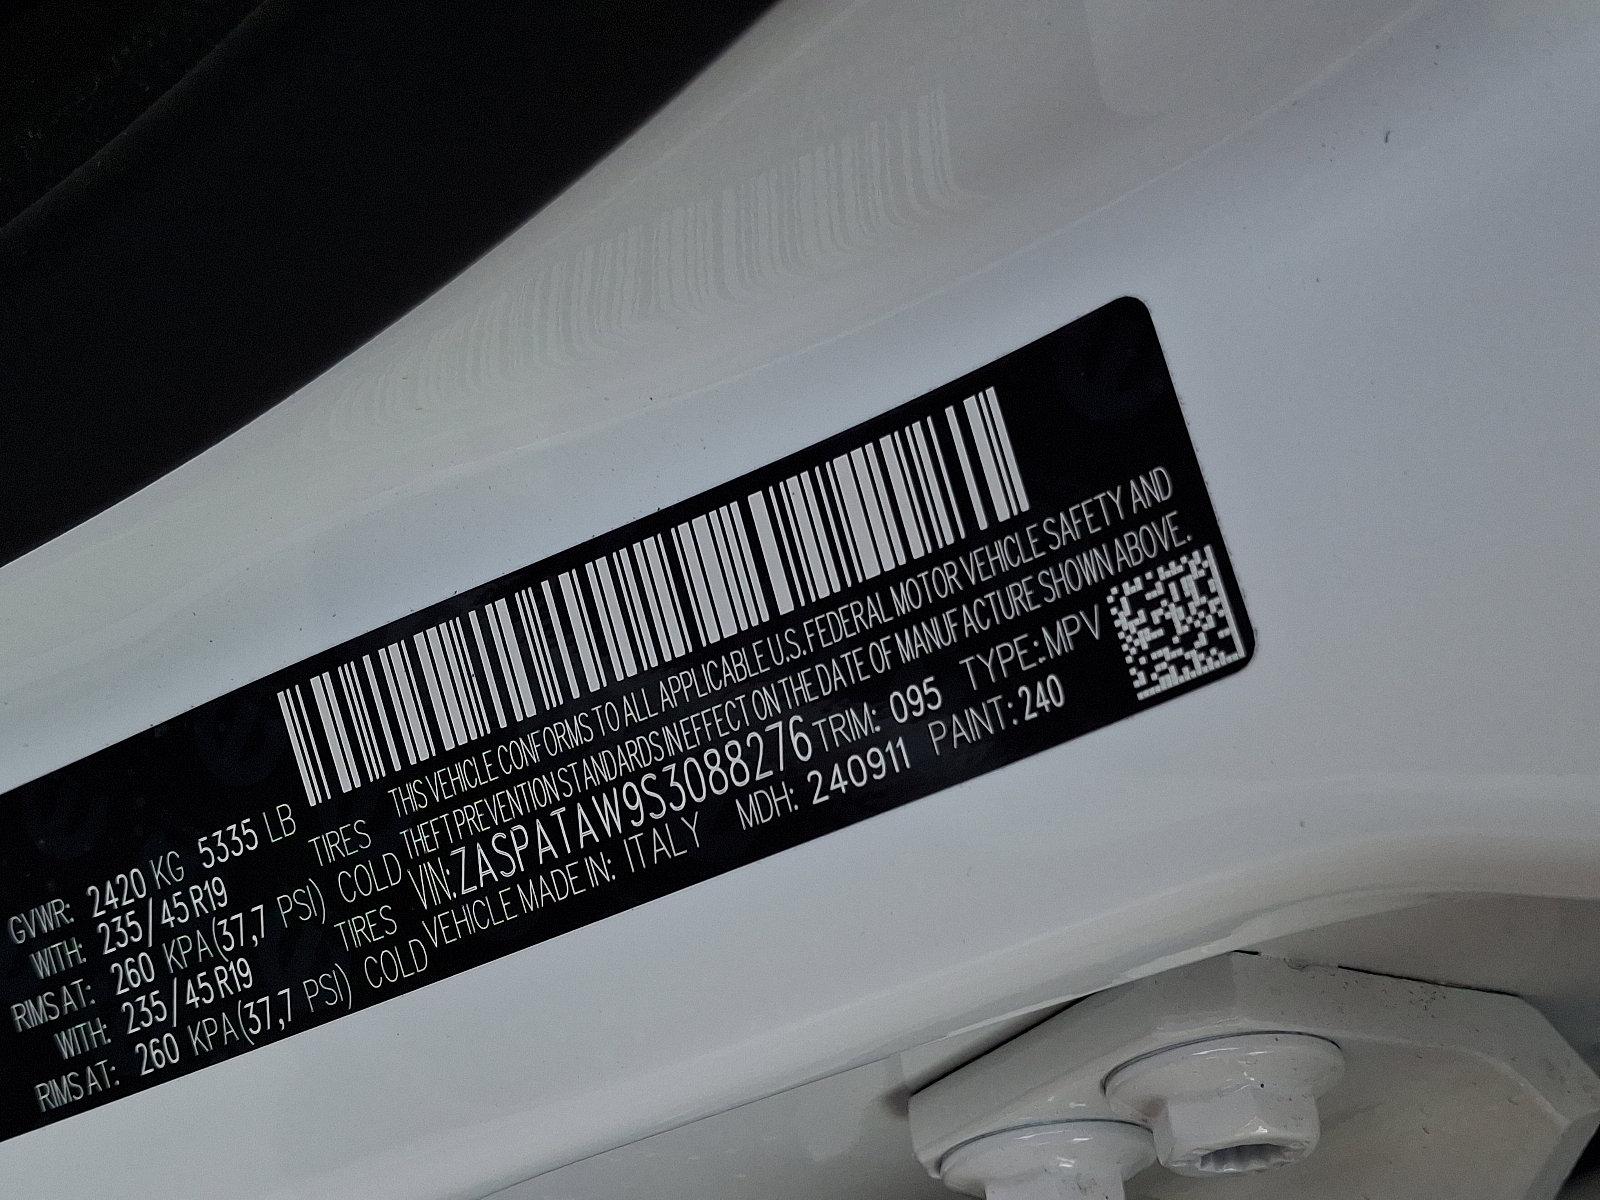 GVWR: 2420 KG 5335 LB
WITH: 235/45R19 TIRES
RIMS AT: 260 KPA(37,7 PSI) COLD
WITH: 235/45R19 TIRES
RIMS AT: 260 KPA(37,7 PSI) COLD
THIS VEHICLE CONFORMS TO ALL APPLICABLE U.S. FEDERAL MOTOR VEHICLE SAFETY AND
THEFT PREVENTION STANDARDS IN EFFECT ON THE DATE OF MANUFACTURE SHOWN ABOVE.
VIN: ZASPATAW9S3088276 TRIM: 095 TYPE: MPV
VEHICLE MADE IN: ITALY MDH: 240911 PAINT: 240